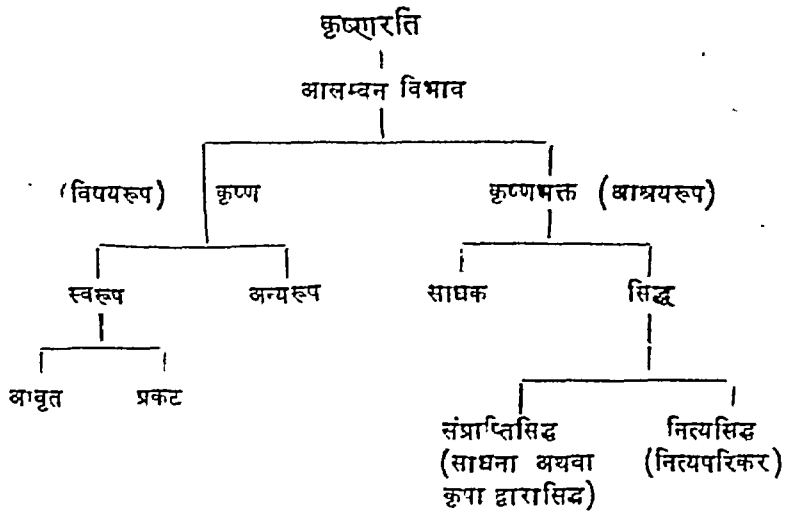 कृष्णरति
आलम्वन विभाव
(विषयरूप) कृष्ण कृष्णभक्त (आश्रयरूप)
स्वरूप अन्यरूप साधक सिद्ध
आवृत प्रकट
संप्राप्तिसिद्ध नित्यसिद्ध
(साधना अथवा (नित्यपरिकर)
कृपा द्वारासिद्ध)